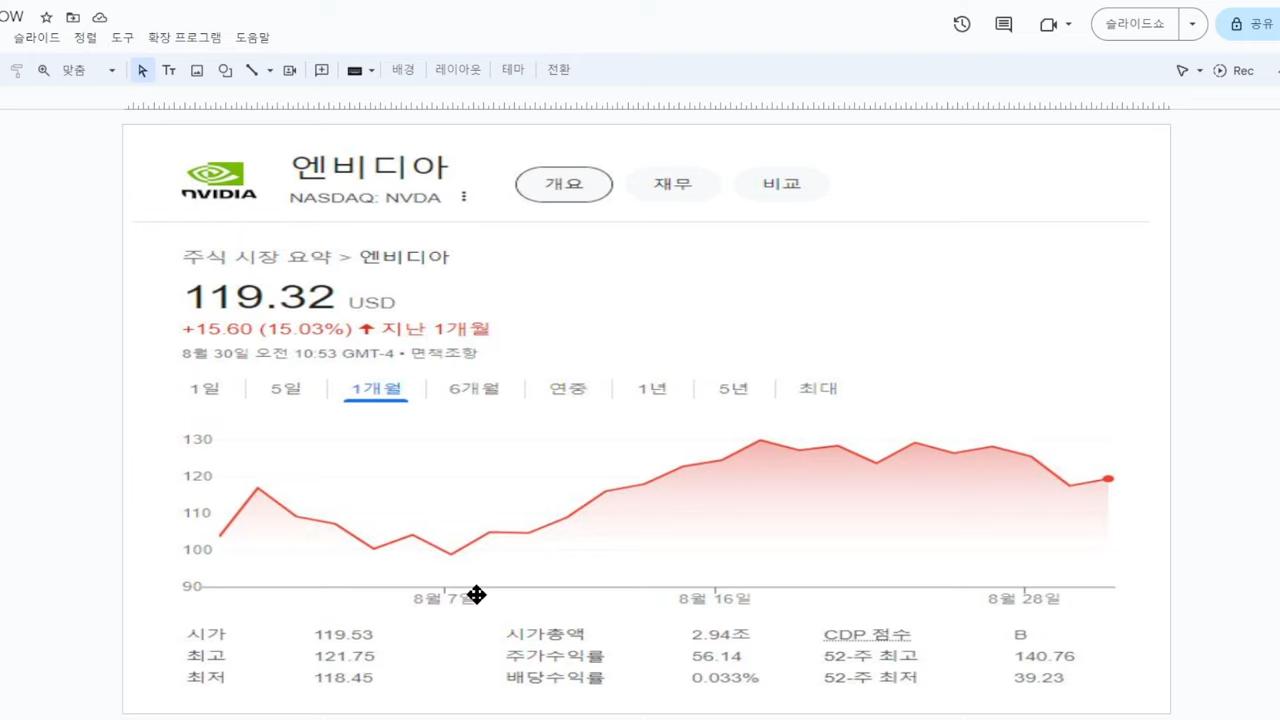 OW
슬라이드 정렬 도구 확장 프로그램 도움말
슬라이드쇼
공유
맞춤
Tт
배경 레이아웃 테마 전환
Rec
NVIDIA
엔비디아
NASDAQ: NVDA
개요 재무 비교
주식 시장 요약 > 엔비디아
119.32 USD
+15.60 (15.03%) ↑ 지난 1개월
8월 30일 오전 10:53 GMT-4 • 면책조항
1일 5일 1개월 6개월 연중 1년 5년 최대
130
120
110
100
90
8월 7일 8월 16일 8월 28일
시가 119.53 시가총액 2.94조 CDP 점수 B
최고 121.75 주가수익률 56.14 52-주 최고 140.76
최저 118.45 배당수익률 0.033% 52-주 최저 39.23